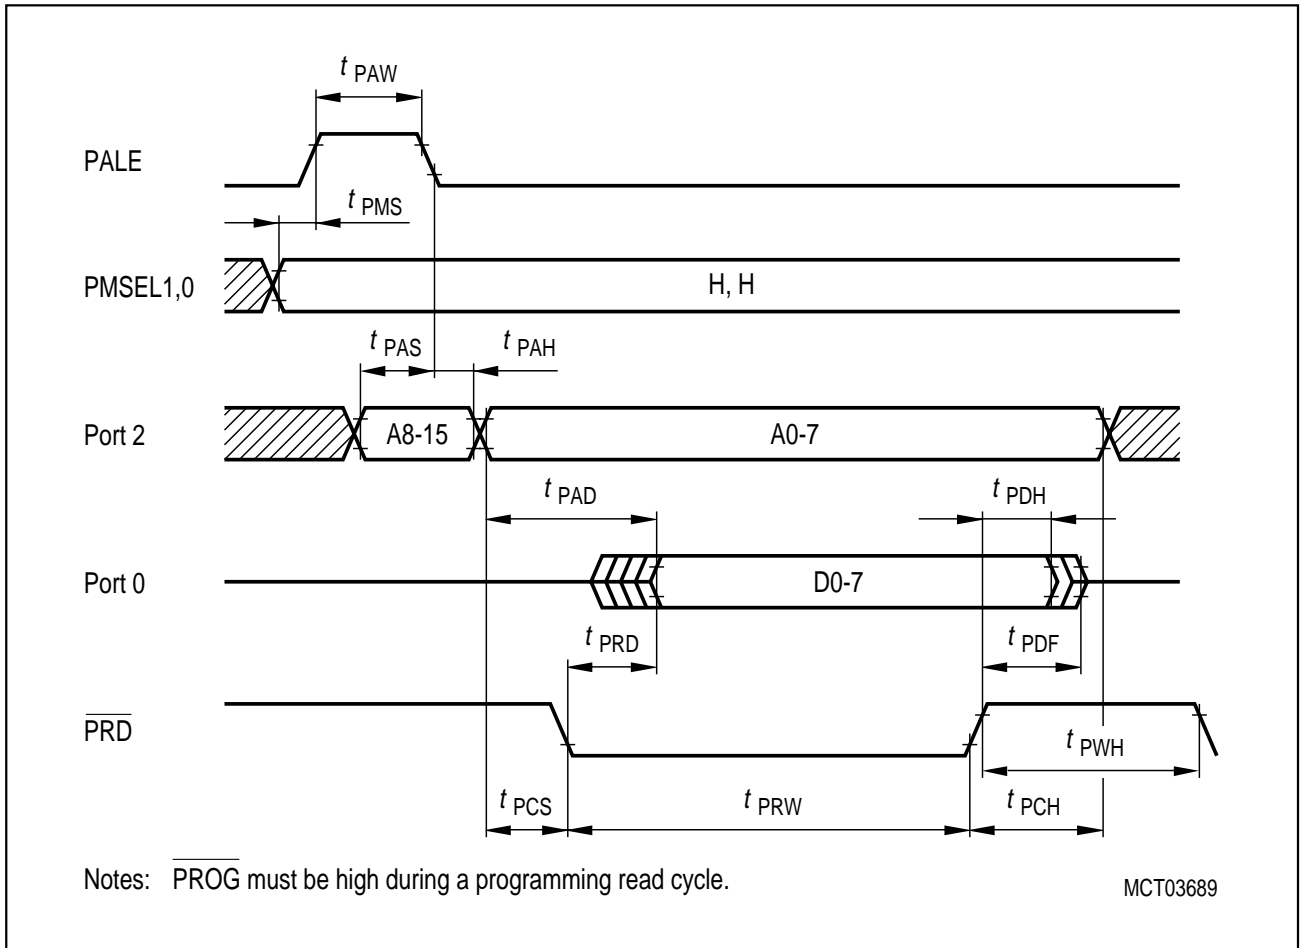 t PAW
PALE
t PMS
PMSEL1,0
H, H
t PAS
t PAH
Port 2
A8-15
A0-7
t PAD
t PDH
Port 0
D0-7
t PRD
t PDF
PRD
t PWH
t PCS
t PRW
t PCH
Notes: PROG must be high during a programming read cycle.
MCT03689